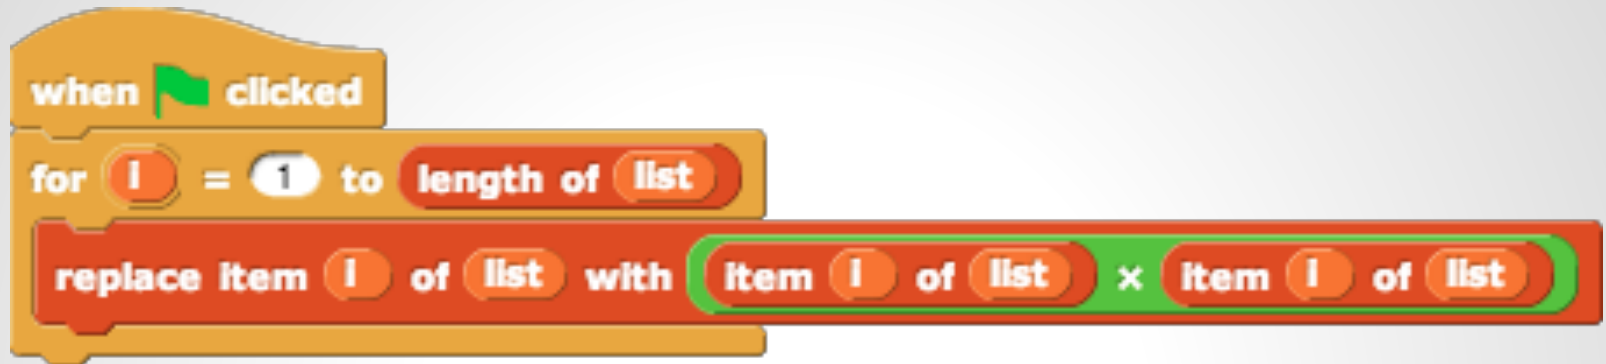 when clicked
for i = 1 to length of list
replace item i of list with item i of list × item i of list